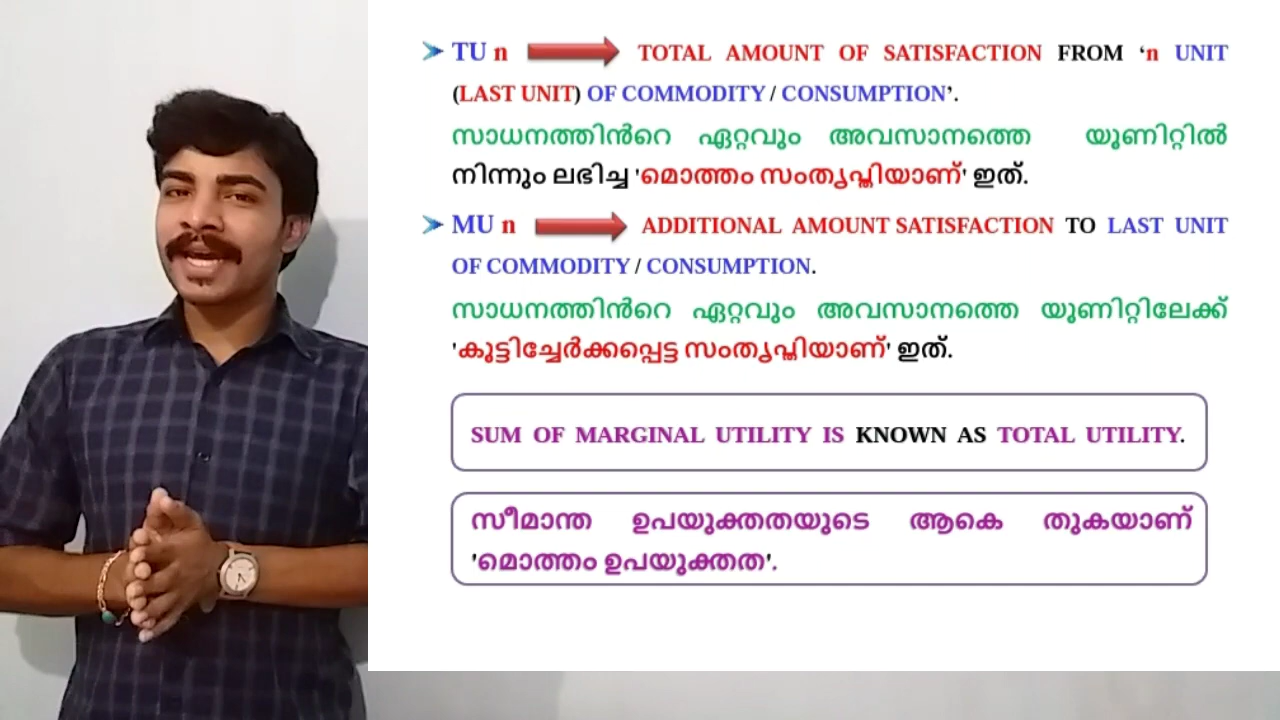 TU n TOTAL AMOUNT OF SATISFACTION FROM ‘n UNIT
(LAST UNIT) OF COMMODITY / CONSUMPTION’.
സാധനത്തിൻറെ ഏറ്റവും അവസാനത്തെ യൂണിറ്റിൽ
നിന്നും ലഭിച്ച 'മൊത്തം സംതൃപ്തിയാണ്' ഇത്.
MU n ADDITIONAL AMOUNT SATISFACTION TO LAST UNIT
OF COMMODITY / CONSUMPTION.
സാധനത്തിൻറെ ഏറ്റവും അവസാനത്തെ യൂണിറ്റിലേക്ക്
'കൂട്ടിച്ചേർക്കപ്പെട്ട സംതൃപ്തിയാണ്' ഇത്.
SUM OF MARGINAL UTILITY IS KNOWN AS TOTAL UTILITY.
സീമാന്ത ഉപയുക്തതയുടെ ആകെ തുകയാണ്
'മൊത്തം ഉപയുക്തത'.